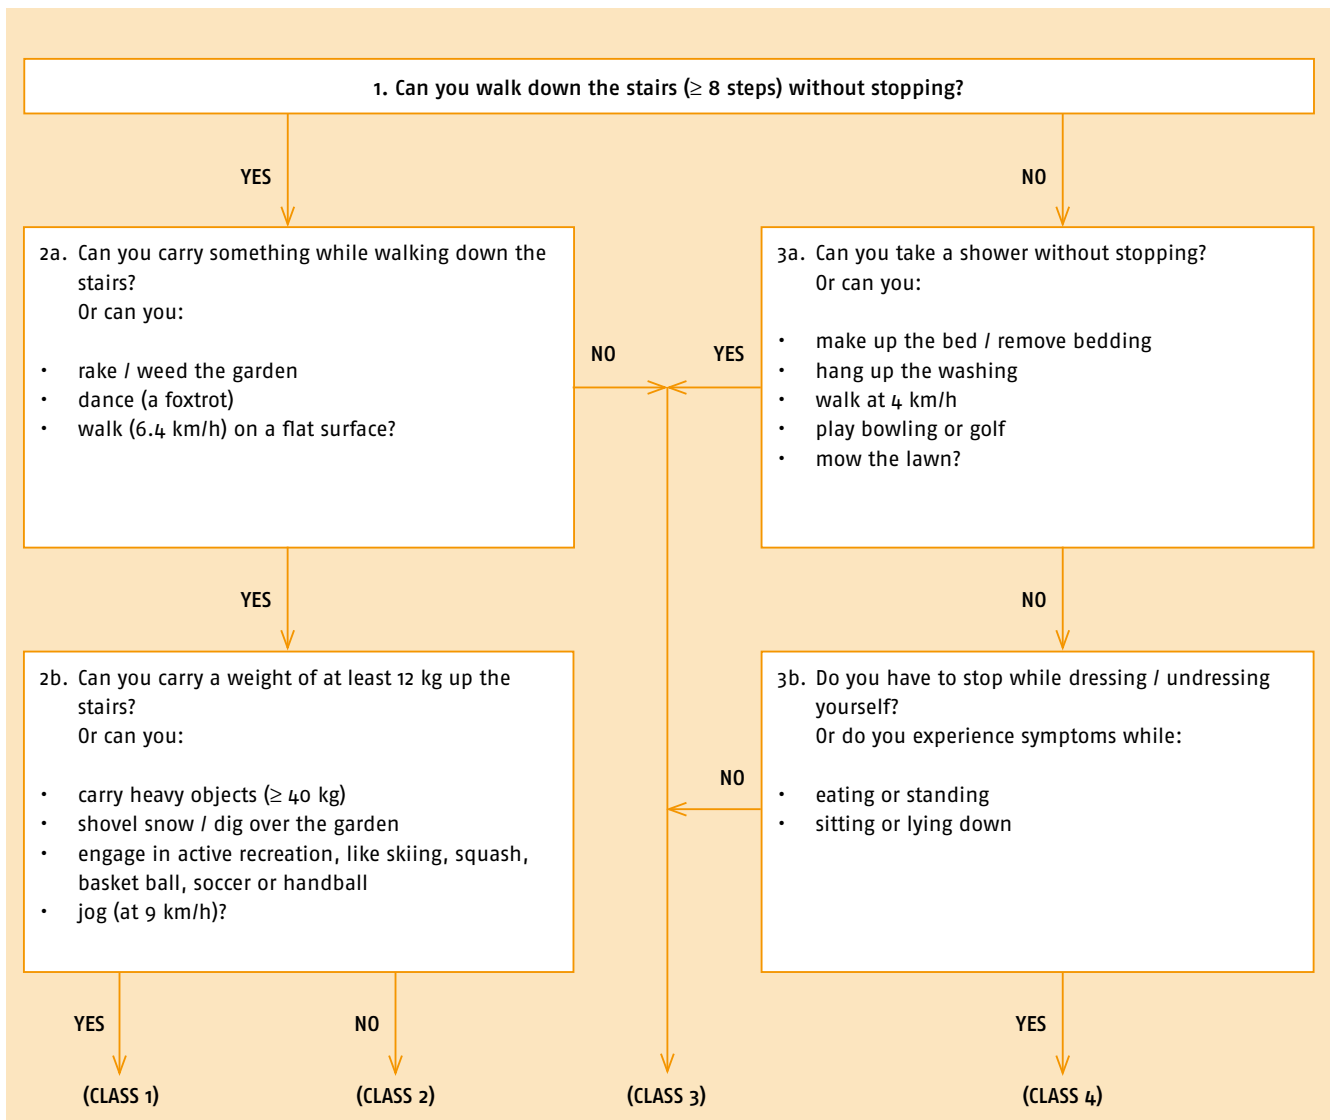 1. Can you walk down the stairs (≥ 8 steps) without stopping?
YES
NO
2a. Can you carry something while walking down the
stairs?
Or can you:
• rake / weed the garden
• dance (a foxtrot)
• walk (6.4 km/h) on a flat surface?
NO
YES
3a. Can you take a shower without stopping?
Or can you:
• make up the bed / remove bedding
• hang up the washing
• walk at 4 km/h
• play bowling or golf
• mow the lawn?
YES
NO
2b. Can you carry a weight of at least 12 kg up the
stairs?
Or can you:
• carry heavy objects (≥ 40 kg)
• shovel snow / dig over the garden
• engage in active recreation, like skiing, squash,
basket ball, soccer or handball
• jog (at 9 km/h)?
NO
3b. Do you have to stop while dressing / undressing
yourself?
Or do you experience symptoms while:
• eating or standing
• sitting or lying down
YES
NO
YES
(CLASS 1)
(CLASS 2)
(CLASS 3)
(CLASS 4)